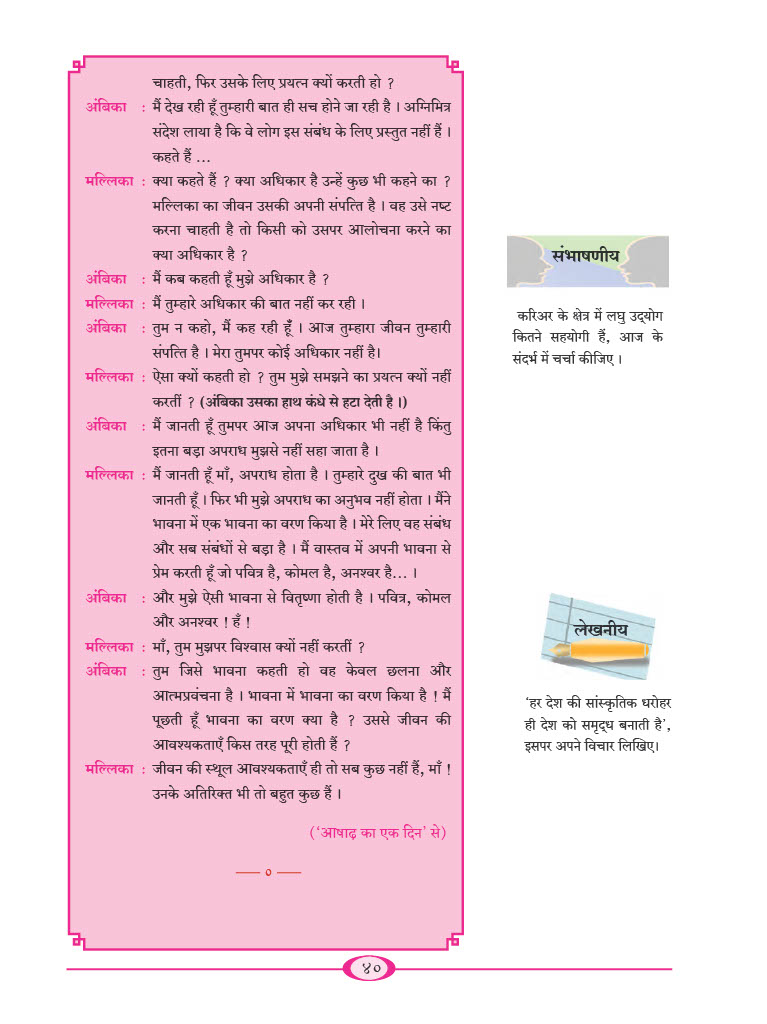 चाहती, फिर उसके लिए प्रयत्न क्यों करती हो ?
अंबिका : मैं देख रही हूँ तुम्हारी बात ही सच होने जा रही है । अग्निमित्र
संदेश लाया है कि वे लोग इस संबंध के लिए प्रस्तुत नहीं हैं ।
कहते हैं ...
मल्लिका : क्या कहते हैं ? क्या अधिकार है उन्हें कुछ भी कहने का ?
मल्लिका का जीवन उसकी अपनी संपत्ति है । वह उसे नष्ट
करना चाहती है तो किसी को उसपर आलोचना करने का
क्या अधिकार है ?
अंबिका : मैं कब कहती हूँ मुझे अधिकार है ?
मल्लिका : मैं तुम्हारे अधिकार की बात नहीं कर रही ।
अंबिका : तुम न कहो, मैं कह रही हूँ । आज तुम्हारा जीवन तुम्हारी
संपत्ति है । मेरा तुमपर कोई अधिकार नहीं है।
मल्लिका : ऐसा क्यों कहती हो ? तुम मुझे समझने का प्रयत्न क्यों नहीं
करतीं ? (अंबिका उसका हाथ कंधे से हटा देती है ।)
अंबिका : मैं जानती हूँ तुमपर आज अपना अधिकार भी नहीं है किंतु
इतना बड़ा अपराध मुझसे नहीं सहा जाता है ।
मल्लिका : मैं जानती हूँ माँ, अपराध होता है । तुम्हारे दुख की बात भी
जानती हूँ । फिर भी मुझे अपराध का अनुभव नहीं होता । मैंने
भावना में एक भावना का वरण किया है । मेरे लिए वह संबंध
और सब संबंधों से बड़ा है । मैं वास्तव में अपनी भावना से
प्रेम करती हूँ जो पवित्र है, कोमल है, अनश्वर है... ।
अंबिका : और मुझे ऐसी भावना से वितृष्णा होती है । पवित्र, कोमल
और अनश्वर ! हँ !
मल्लिका : माँ, तुम मुझपर विश्वास क्यों नहीं करतीं ?
अंबिका : तुम जिसे भावना कहती हो वह केवल छलना और
आत्मप्रवंचना है । भावना में भावना का वरण किया है ! मैं
पूछती हूँ भावना का वरण क्या है ? उससे जीवन की
आवश्यकताएँ किस तरह पूरी होती हैं ?
मल्लिका : जीवन की स्थूल आवश्यकताएँ ही तो सब कुछ नहीं हैं, माँ !
उनके अतिरिक्त भी तो बहुत कुछ हैं ।
('आषाढ़ का एक दिन' से)
—— ० ——
संभाषणीय
करिअर के क्षेत्र में लघु उद्‌योग
कितने सहयोगी हैं, आज के
संदर्भ में चर्चा कीजिए ।
लेखनीय
‘हर देश की सांस्कृतिक धरोहर
ही देश को समृद्‌ध बनाती है’,
इसपर अपने विचार लिखिए।
४०